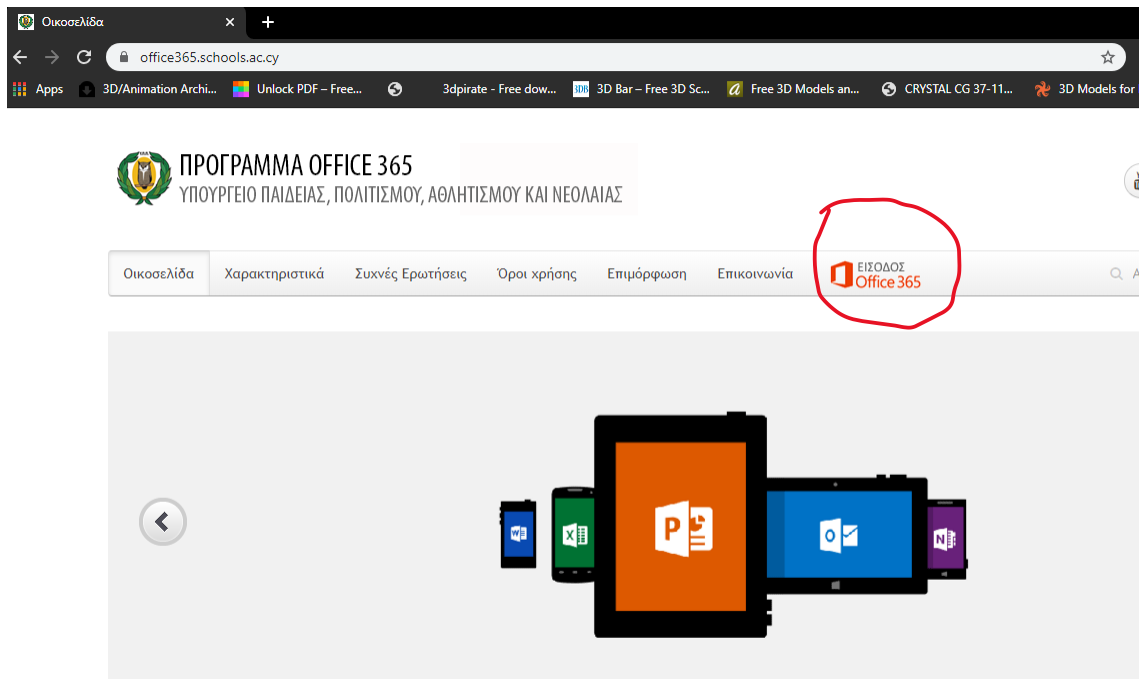 Οικοσελίδα
office365.schools.ac.cy
Apps 3D/Animation Archi... Unlock PDF – Free... 3dpirate - Free dow... 3DB 3D Bar – Free 3D Sc... a Free 3D Models an... CRYSTAL CG 37-11... 3D Models for
ΠΡΟΓΡΑΜΜΑ OFFICE 365
ΥΠΟΥΡΓΕΙΟ ΠΑΙΔΕΙΑΣ, ΠΟΛΙΤΙΣΜΟΥ, ΑΘΛΗΤΙΣΜΟΥ ΚΑΙ ΝΕΟΛΑΙΑΣ
Οικοσελίδα Χαρακτηριστικά Συχνές Ερωτήσεις Όροι χρήσης Επιμόρφωση Επικοινωνία ΕΙΣΟΔΟΣ
Office 365
W X P O N